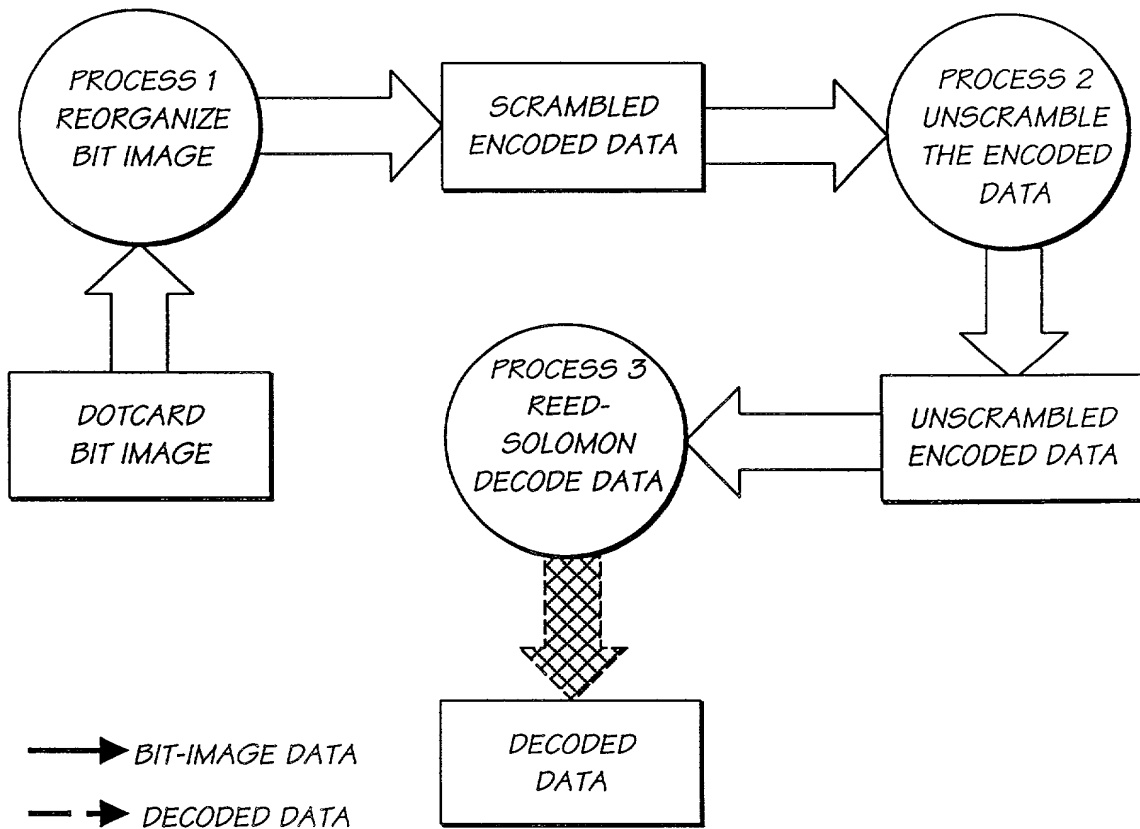 PROCESS 1
REORGANIZE
BIT IMAGE
SCRAMBLED
ENCODED DATA
PROCESS 2
UNSCRAMBLE
THE ENCODED
DATA
DOTCARD
BIT IMAGE
PROCESS 3
REED-
SOLOMON
DECODE DATA
UNSCRAMBLED
ENCODED DATA
DECODED
DATA
BIT-IMAGE DATA
DECODED DATA